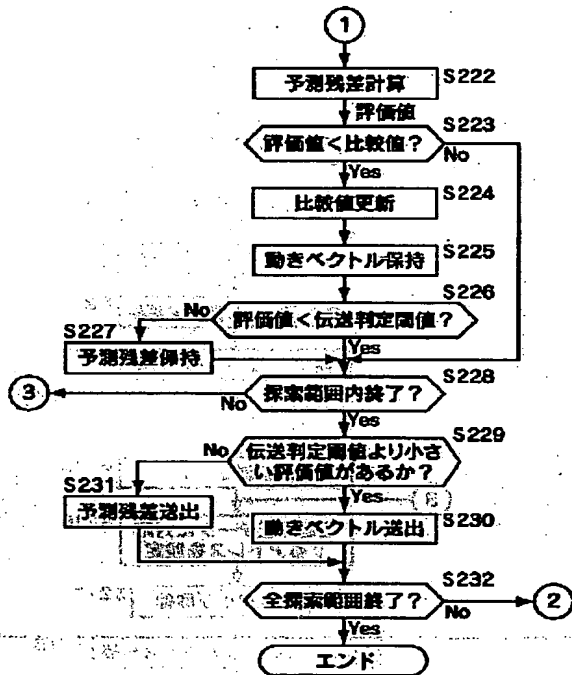 1
予測残差計算
S222
評価値
評価値<比較値?
S223
No
Yes
比較値更新
S224
動きベクトル保持
S225
評価値<伝送判定閾値?
S226
No
Yes
S227
予測残差保持
探索範囲内終了?
S228
3
No
Yes
伝送判定閾値より小さ
い評価値があるか?
S229
No
Yes
S231
予測残差送出
動きベクトル送出
S230
全探索範囲終了?
S232
No
2
Yes
エンド